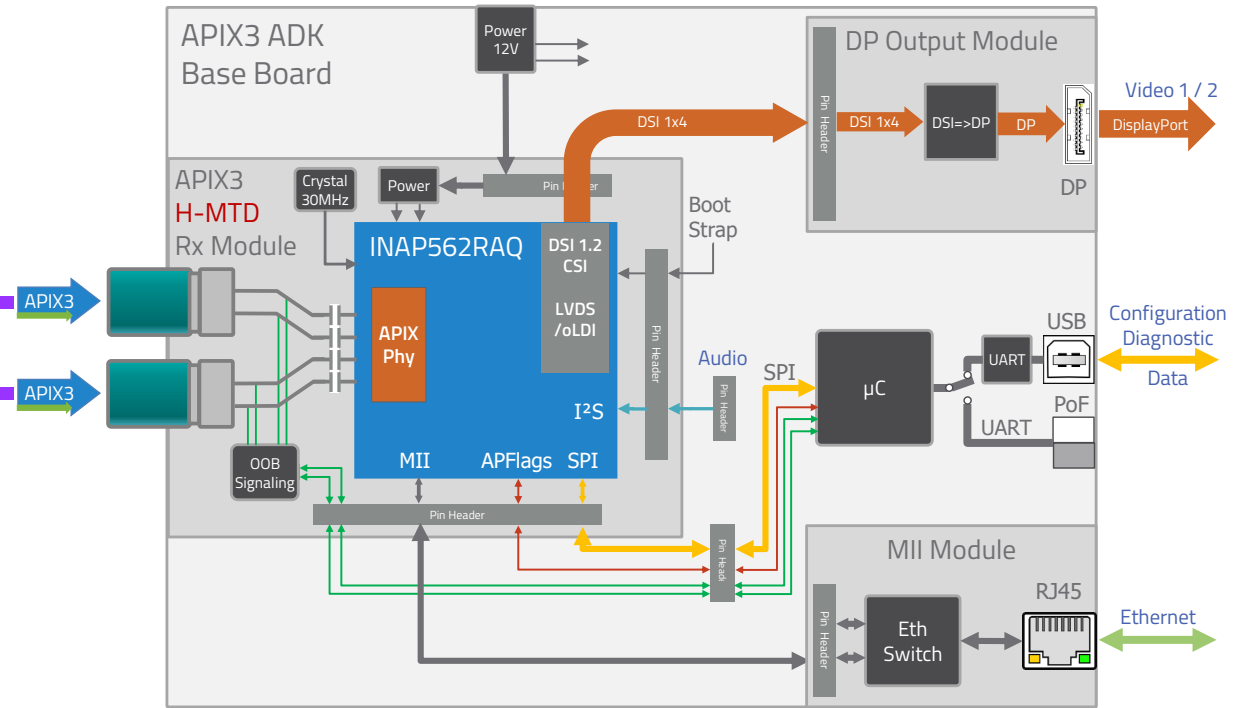 APIX3 ADK
Base Board
Power
12V
DP Output Module
Pin Header
DSI 1x4
DSI 1x4
DSI=>DP
DP
DP
Video 1 / 2
DisplayPort
APIX3
H-MTD
Rx Module
Crystal
30MHz
Power
Pin Header
Boot
Strap
INAP562RAQ
DSI 1.2
CSI
LVDS
/oLDI
APIX
Phy
Pin Header
APIX3
APIX3
Audio
Pin Header
I²S
SPI
µC
UART
USB
Configuration
Diagnostic
Data
UART
PoF
OOB
Signaling
MII
APFlags
SPI
Pin Header
Pin Head
MII Module
Pin Header
Eth
Switch
RJ45
Ethernet